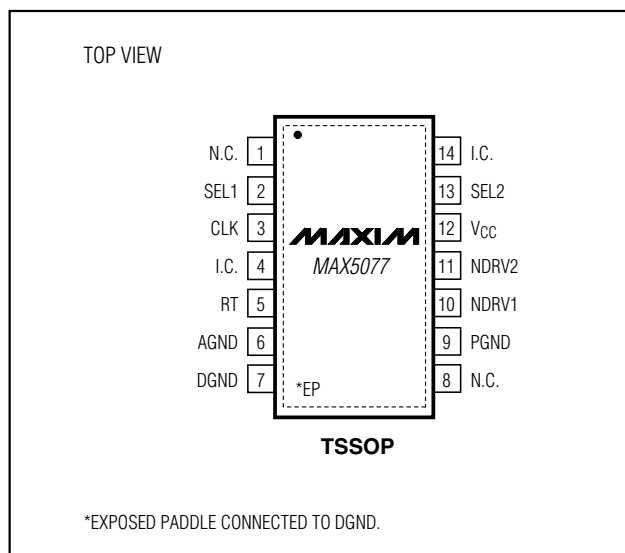 TOP VIEW
N.C. 1 14 I.C.
SEL1 2 13 SEL2
CLK 3 MAXIM 12 VCC
I.C. 4 MAX5077 11 NDRV2
RT 5 10 NDRV1
AGND 6 9 PGND
DGND 7 *EP 8 N.C.
TSSOP
*EXPOSED PADDLE CONNECTED TO DGND.